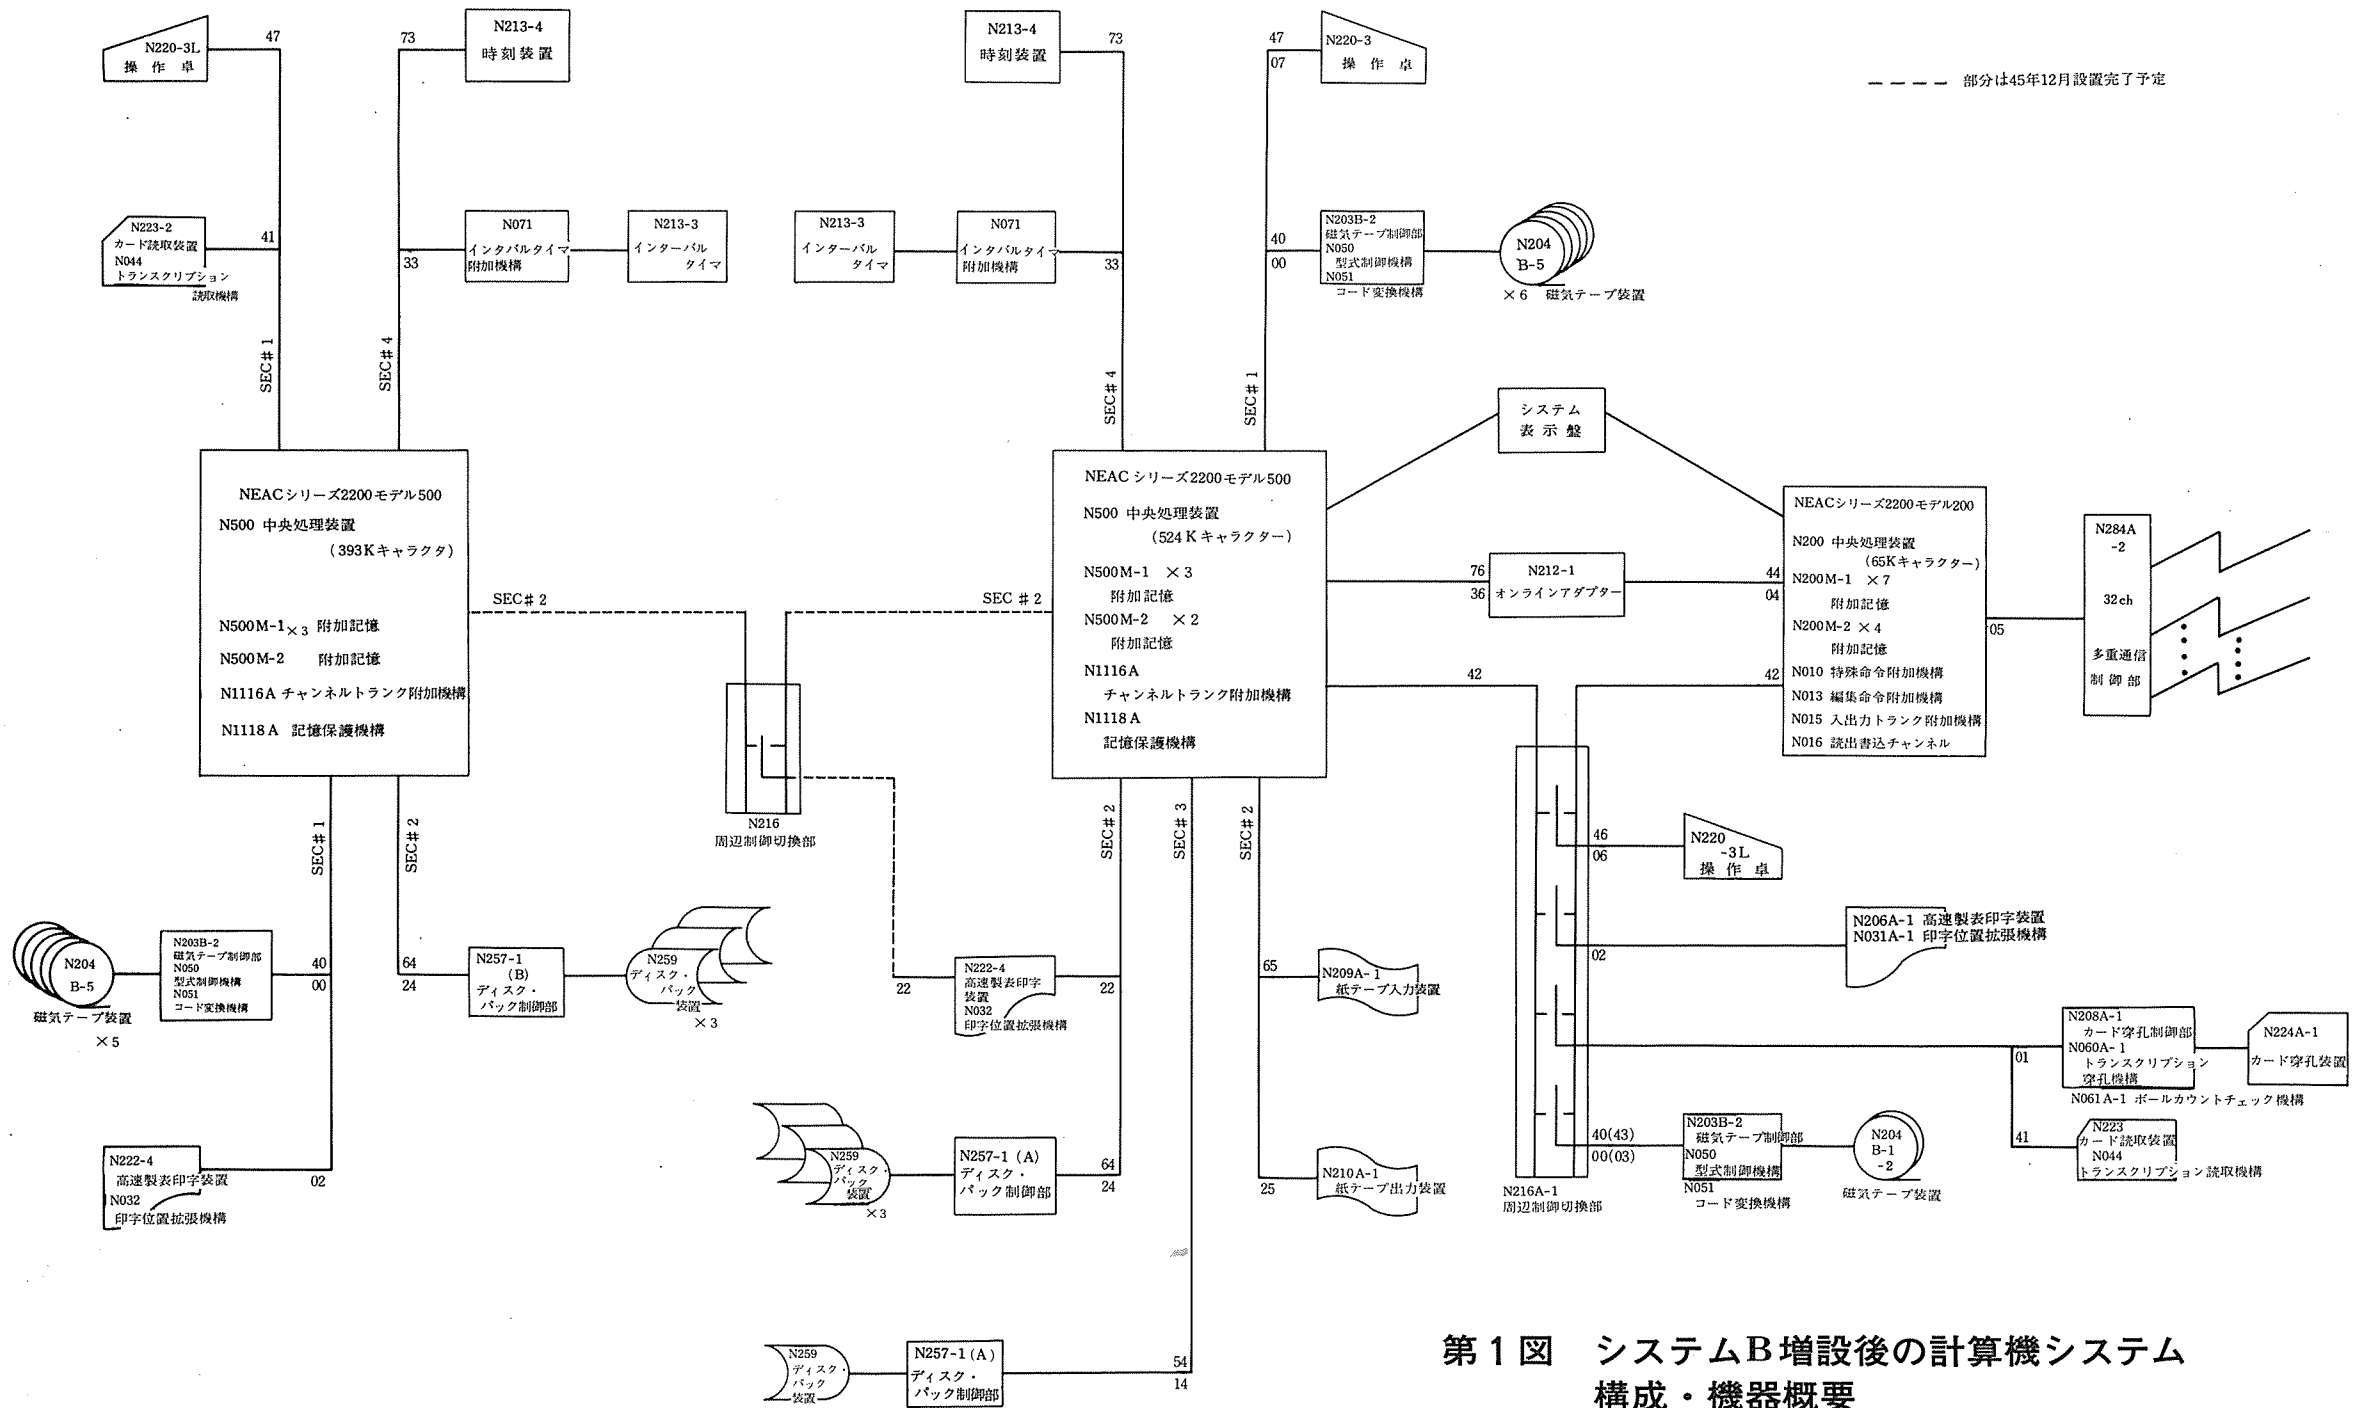 N220-3L
操作卓
47
73
N213-4
時刻装置
N213-4
時刻装置
73
47
07
N220-3
操作卓
部分は45年12月設置完了予定
N223-2
カード読取装置
N044
トランスクリプション
読取機構
41
33
N071
インタバルタイマ
附加機構
N213-3
インターバル
タイマ
N213-3
インターバル
タイマ
N071
インタバルタイマ
附加機構
33
40
00
N203B-2
磁気テープ制御部
N050
型式制御機構
N051
コード変換機構
N204
B-5
×6 磁気テープ装置
SEC#1
SEC#4
SEC#4
SEC#1
システム
表示盤
NEACシリーズ2200モデル500
N500 中央処理装置
(393Kキャラクタ)
N500M-1×3 附加記憶
N500M-2 附加記憶
N1116A チャンネルトランク附加機構
N1118A 記憶保護機構
SEC#2
SEC #2
N216
周辺制御切換部
NEACシリーズ2200モデル500
N500 中央処理装置
(524Kキャラクター)
N500M-1 ×3
附加記憶
N500M-2 ×2
附加記憶
N1116A
チャンネルトランク附加機構
N1118A
記憶保護機構
76
36
N212-1
オンラインアダプター
44
04
42
42
NEACシリーズ2200モデル200
N200 中央処理装置
(65Kキャラクター)
N200M-1 ×7
附加記憶
N200M-2 ×4
附加記憶
N010 特殊命令附加機構
N013 編集命令附加機構
N015 入出力トランク附加機構
N016 読出書込チャンネル
05
N284A
-2
32ch
多重通信
制御部
SEC#1
SEC#2
SEC#2
SEC# 3
SEC#2
N204
B-5
磁気テープ装置
×5
N203B-2
磁気テープ制御部
N050
型式制御機構
N051
コード変換機構
40
00
64
24
N257-1
(B)
ディスク・
パック制御部
N259
ディスク・
パック
装置
×3
22
N222-4
高速製表印字
装置
N032
印字位置拡張機構
22
65
N209A-1
紙テープ入力装置
46
06
N220
-3L
操作卓
02
N206A-1 高速製表印字装置
N031A-1 印字位置拡張機構
01
N208A-1
カード穿孔制御部
N060A-1
トランスクリプション
穿孔機構
N061A-1 ボールカウントチェック機構
N224A-1
カード穿孔装置
41
N223
カード読取装置
N044
トランスクリプション読取機構
N222-4
高速製表印字装置
N032
印字位置拡張機構
02
N259
ディスク・
パック
装置
×3
N257-1 (A)
ディスク・
パック制御部
64
24
25
N210A-1
紙テープ出力装置
N216A-1
周辺制御切換部
40(43)
00(03)
N203B-2
磁気テープ制御部
N050
型式制御機構
N051
コード変換機構
N204
B-1
-2
磁気テープ装置
N259
ディスク・
パック
装置
N257-1 (A)
ディスク・
パック制御部
54
14
第1図 システムB増設後の計算機システム
構成・機器概要